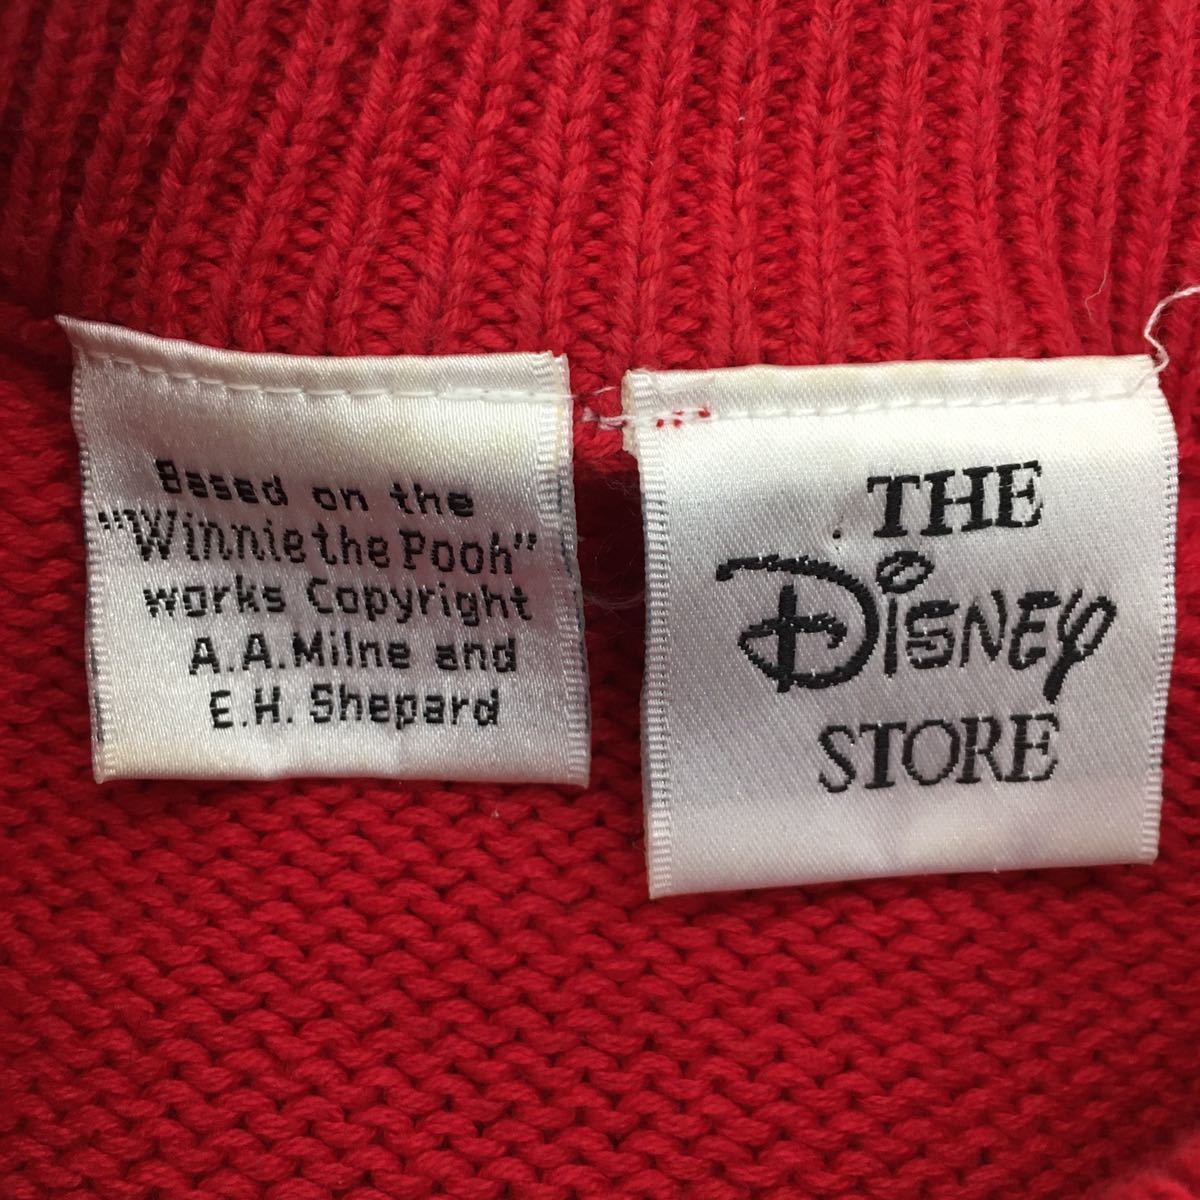 Based on the
"Winnie the Pooh"
works Copyright
A.A.Milne and
E.H. Shepard
THE
DISNEY
STORE